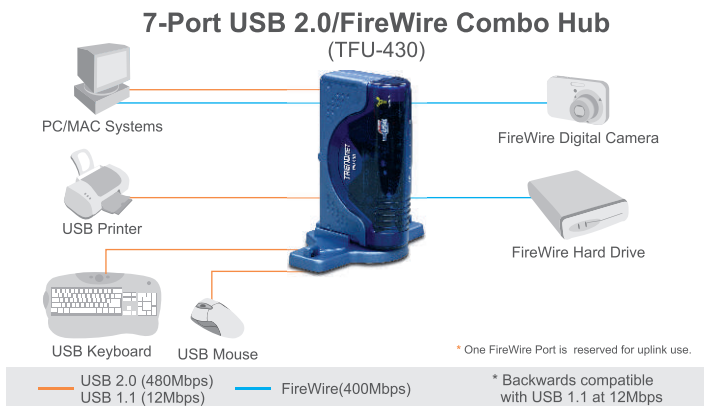 7-Port USB 2.0/FireWire Combo Hub
(TFU-430)
PC/MAC Systems
FireWire Digital Camera
TRENDNET
USB Printer
FireWire Hard Drive
USB Keyboard
USB Mouse
* One FireWire Port is reserved for uplink use.
USB 2.0 (480Mbps)
USB 1.1 (12Mbps)
FireWire(400Mbps)
* Backwards compatible
with USB 1.1 at 12Mbps